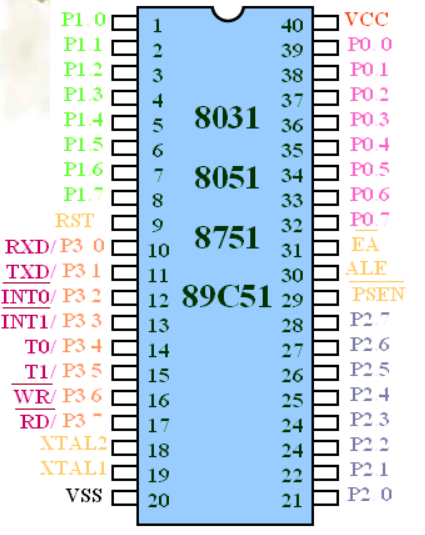 P1.0 1 40 VCC
P1.1 2 39 P0.0
P1.2 3 38 P0.1
P1.3 4 37 P0.2
P1.4 5 8031 36 P0.3
P1.5 6 35 P0.4
P1.6 7 8051 34 P0.5
P1.7 8 33 P0.6
RST 9 32 P0.7
RXD/P3.0 10 8751 31 EA
TXD/P3.1 11 30 ALE
INT0/P3.2 12 89C51 29 PSEN
INT1/P3.3 13 28 P2.7
T0/P3.4 14 27 P2.6
T1/P3.5 15 26 P2.5
WR/P3.6 16 25 P2.4
RD/P3.7 17 24 P2.3
XTAL2 18 24 P2.2
XTAL1 19 22 P2.1
VSS 20 21 P2.0